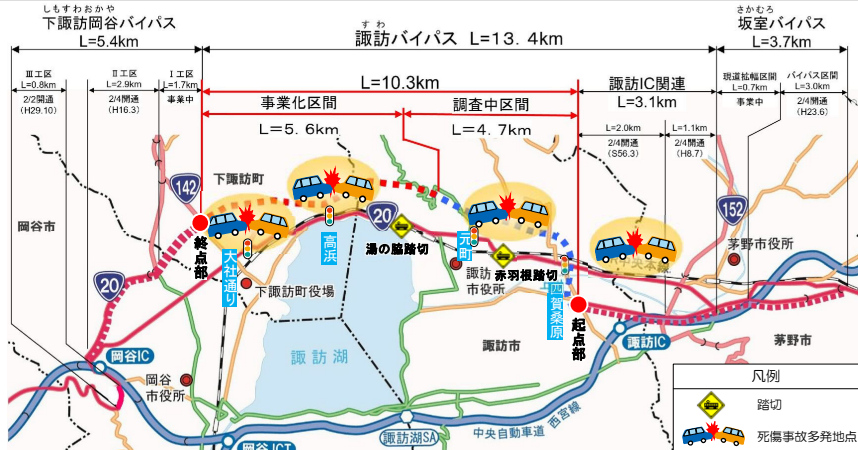 しもすわおかや
下諏訪岡谷バイパス
L=5.4km
すわ
諏訪バイパス L=13.4km
さかむろ
坂室バイパス
L=3.7km
Ⅲ工区
L=0.8km
2/2開通
(H29.10)
Ⅱ工区
L=2.9km
2/4開通
(H16.3)
Ⅰ工区
L=1.7km
事業中
L=10.3km
事業化区間
L=5.6km
調査中区間
L=4.7km
諏訪IC関連
L=3.1km
L=2.0km
2/4開通
(S56.3)
L=1.1km
2/4開通
(H8.7)
現道拡幅区間
L=0.7km
事業中
バイパス区間
L=3.0km
2/4開通
(H23.6)
142
下諏訪町
岡谷市
終点部
大社通り
高浜
20
湯の脇踏切
元町
赤羽根踏切
152
茅野市役所
中央本線
20
下諏訪町役場
諏訪
市役所
四賀桑原
起点部
諏訪湖
諏訪市
諏訪IC
茅野市
岡谷IC
岡谷
市役所
諏訪湖SA
中央自動車道
西宮線
岡谷JCT
凡例
踏切
死傷事故多発地点